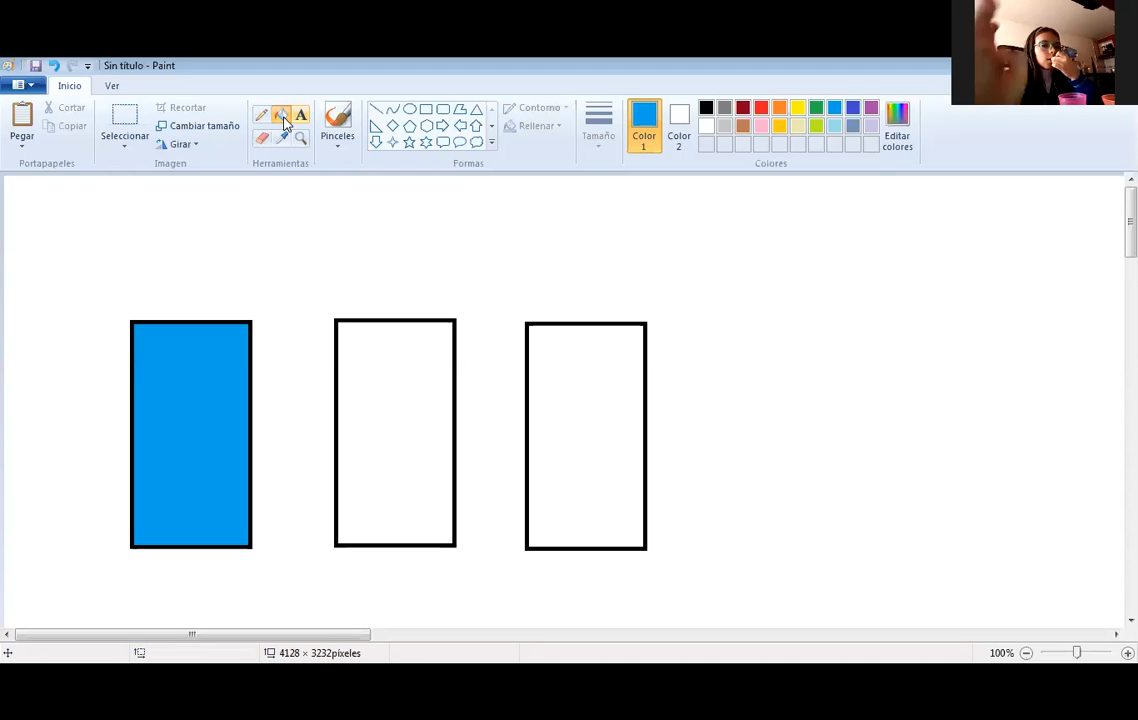 Sin título - Paint
Inicio
Ver
Pegar
Cortar
Copiar
Portapapeles
Seleccionar
Recortar
Cambiar tamaño
Girar
Imagen
A
Herramientas
Pinceles
Contorno
Rellenar
Formas
Tamaño
Color
1
Color
2
Editar
colores
Colores
4128 × 3232píxeles
100%